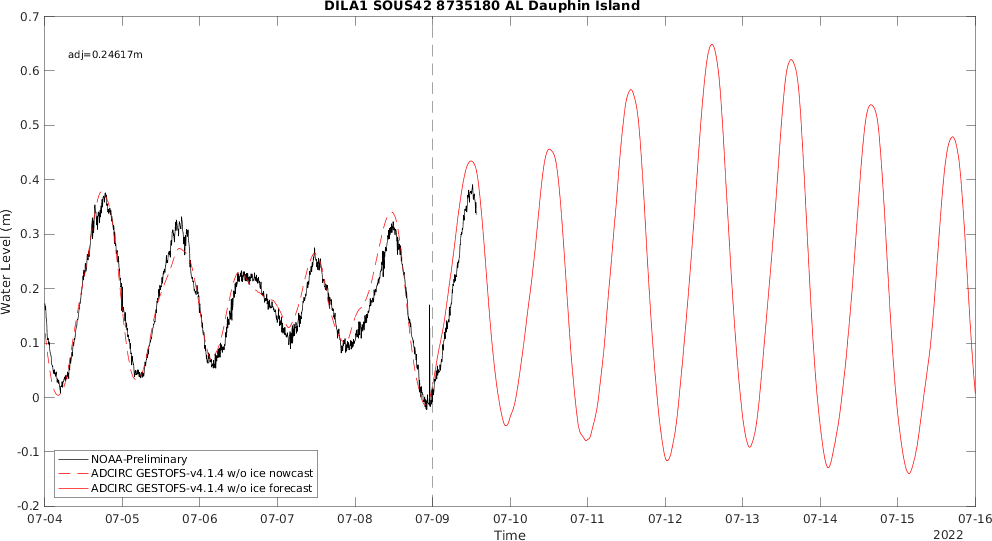 DILA1 SOUS42 8735180 AL Dauphin Island
0.7
adj=0.24617m
0.6
0.5
0.4
0.3
0.2
0.1
0
-0.1
-0.2
Water Level (m)
NOAA-Preliminary
ADCIRC GESTOFS-v4.1.4 w/o ice nowcast
ADCIRC GESTOFS-v4.1.4 w/o ice forecast
07-04 07-05 07-06 07-07 07-08 07-09 07-10 07-11 07-12 07-13 07-14 07-15 07-16
Time
2022